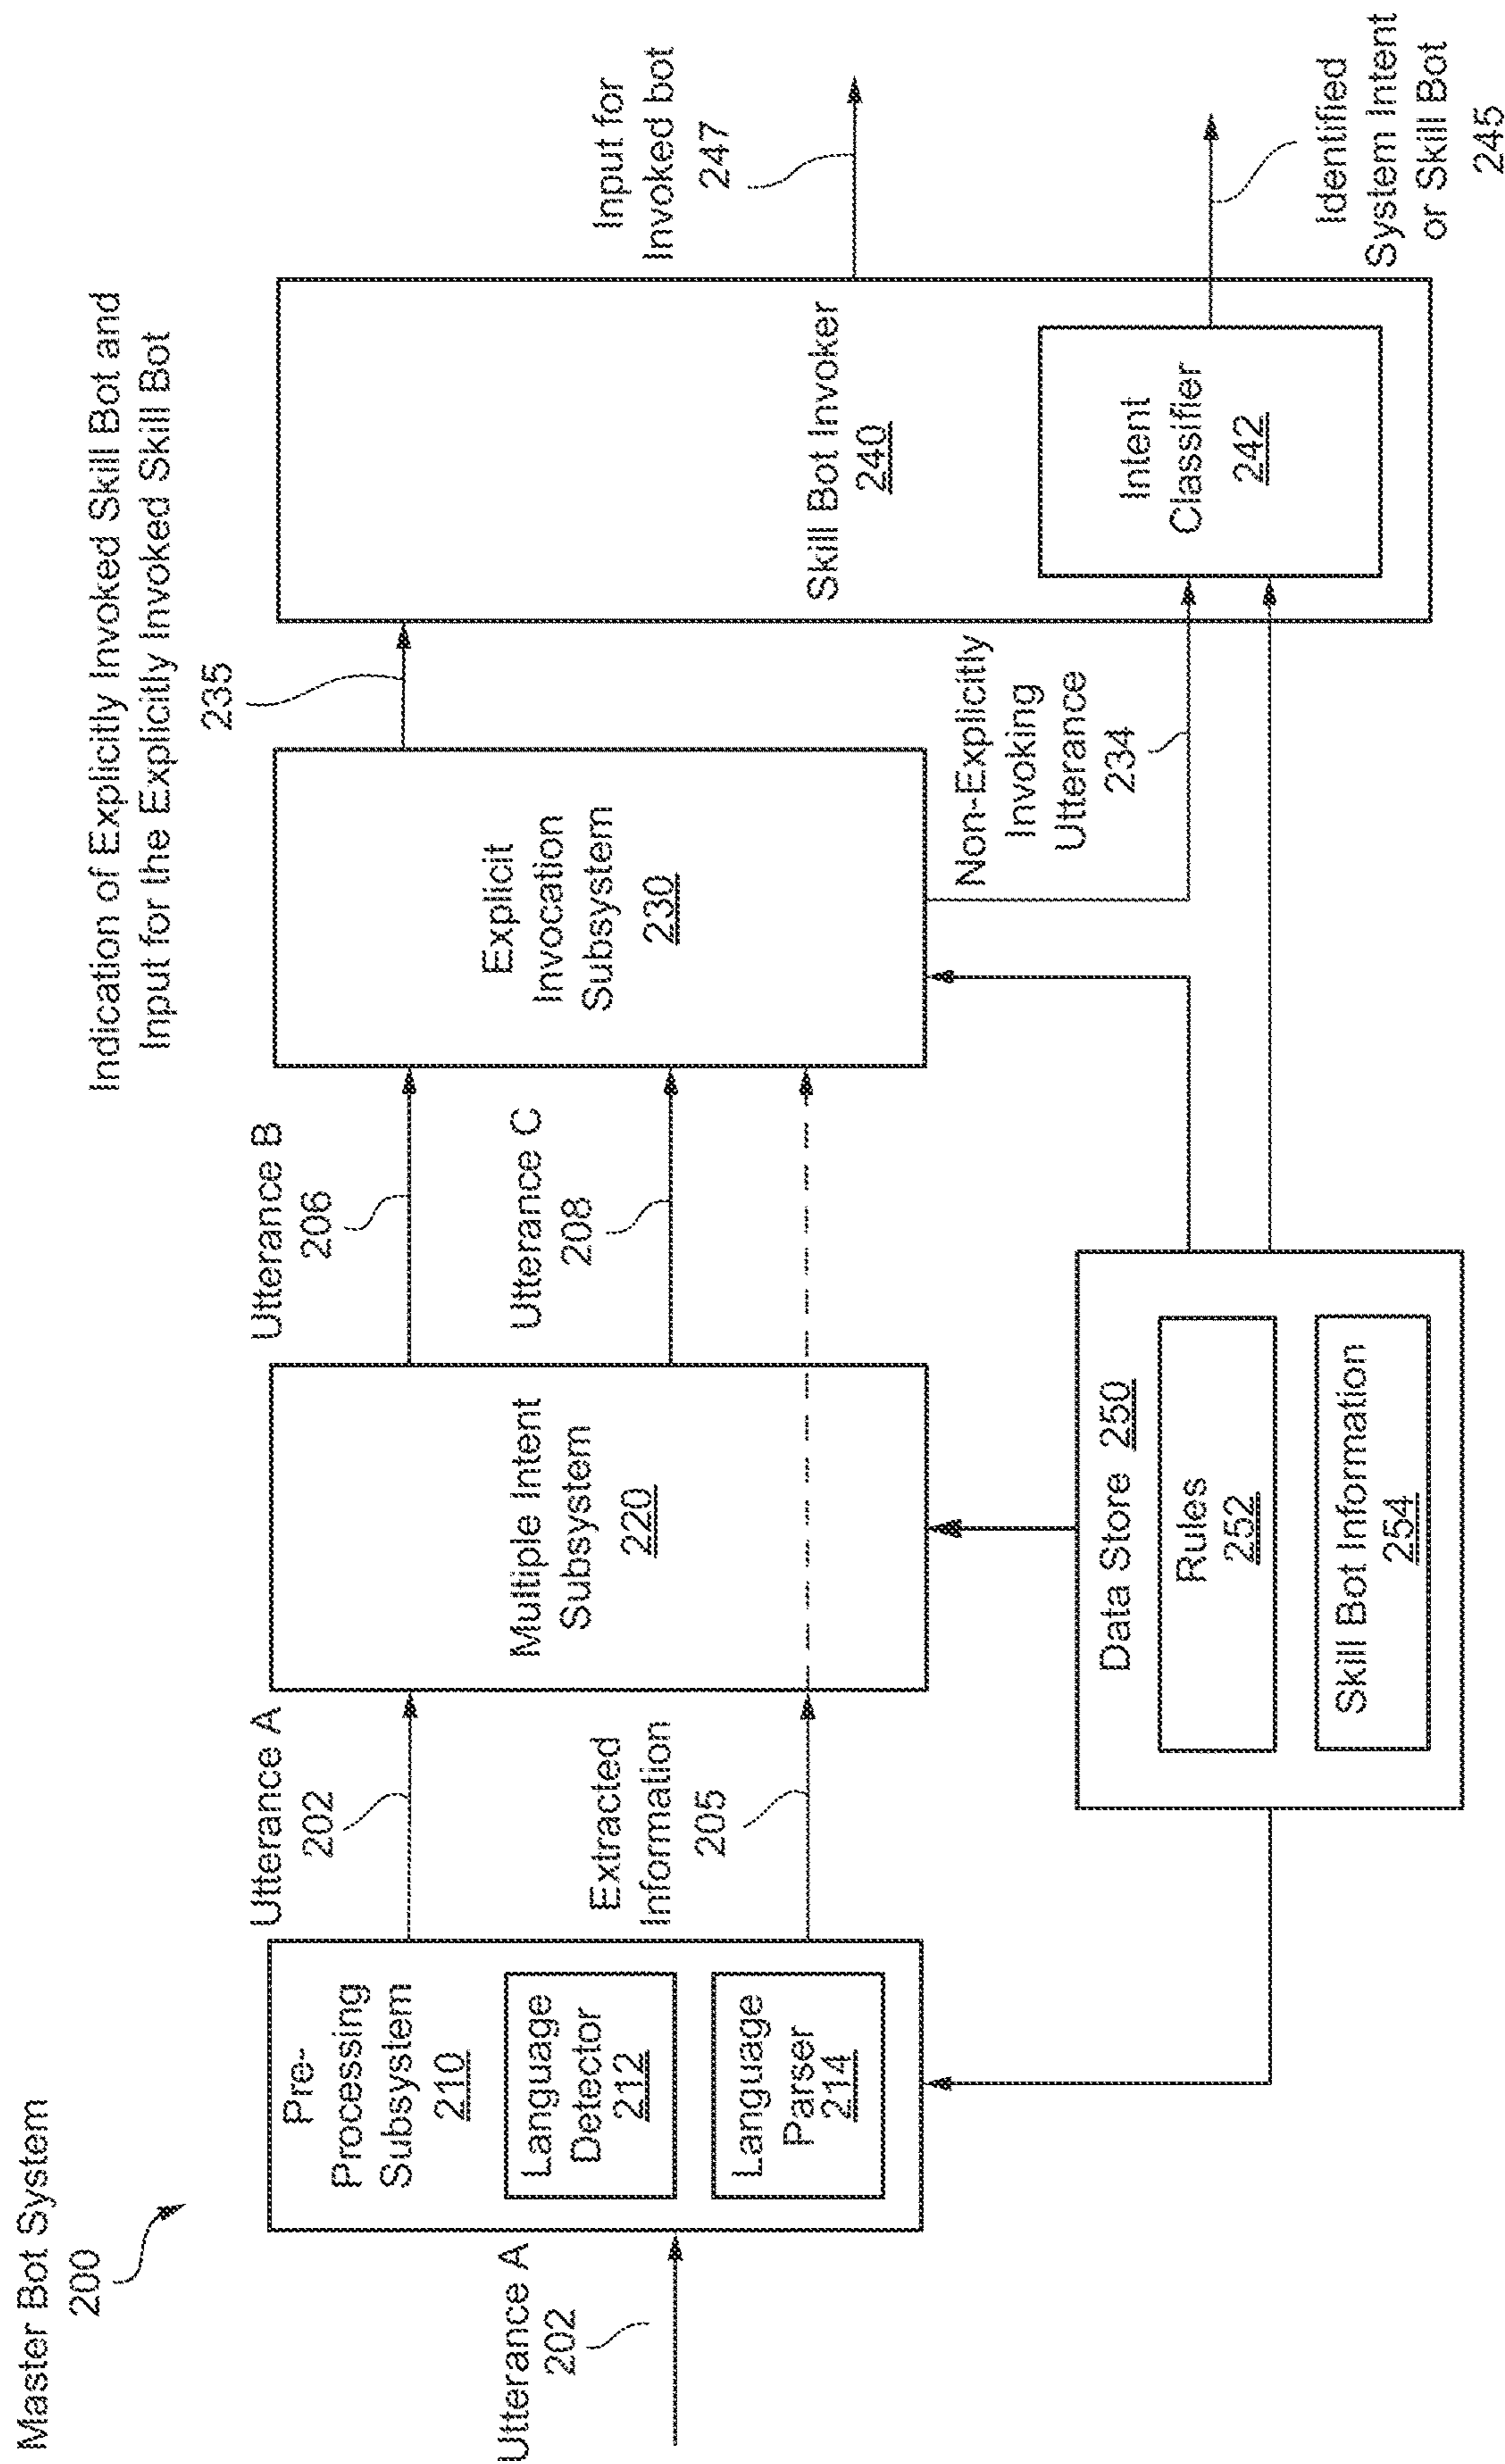 Master Bot System
200
Indication of Explicitly Invoked Skill Bot and
Input for the Explicitly Invoked Skill Bot
235
Utterance A
202
Pre-
Processing
Subsystem
210
Language
Detector
212
Language
Parser
214
Utterance A
202
Extracted
Information
205
Multiple Intent
Subsystem
220
Utterance B
206
Utterance C
208
Explicit
Invocation
Subsystem
230
Non-Explicitly
Invoking
Utterance
234
Skill Bot Invoker
240
Intent
Classifier
242
Input for
Invoked bot
247
Identified
System Intent
or Skill Bot
245
Data Store 250
Rules
252
Skill Bot Information
254